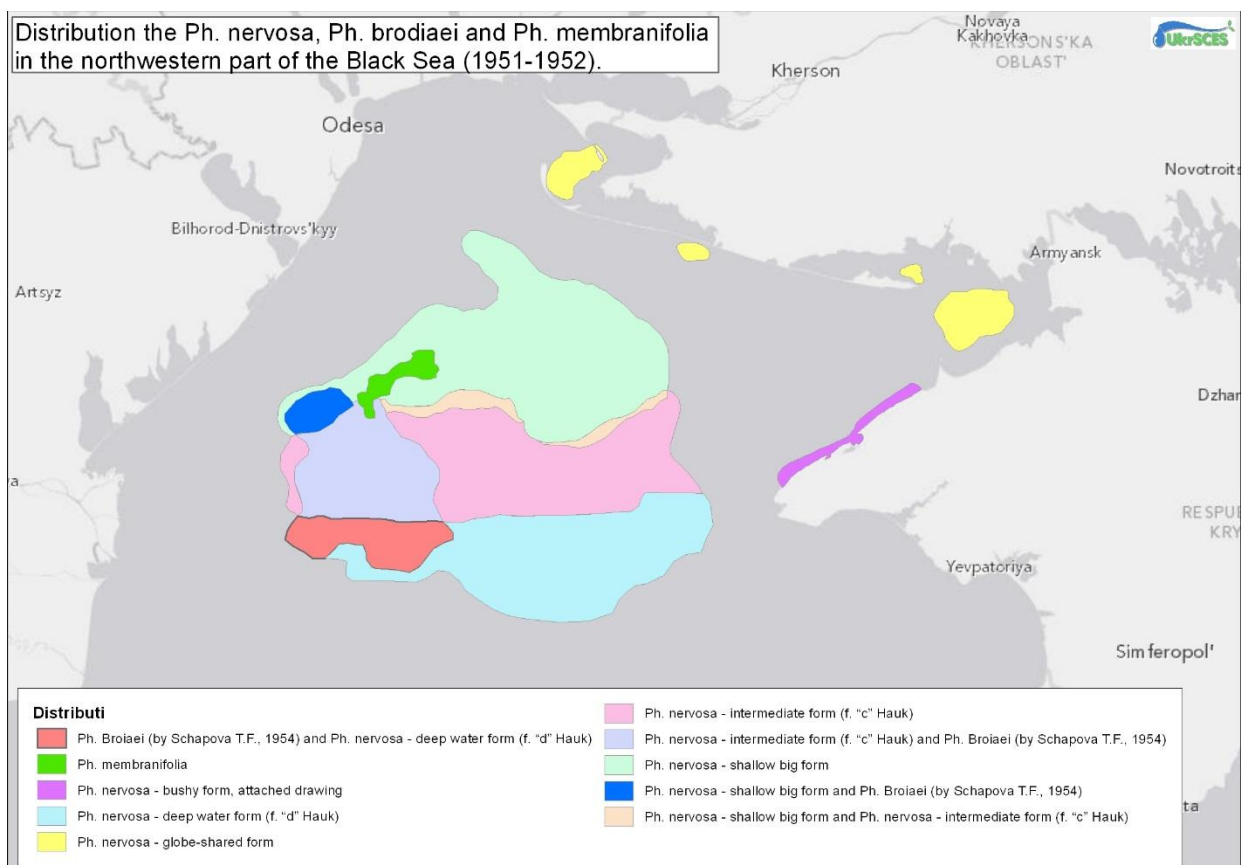 Distribution the Ph. nervosa, Ph. brodiaei and Ph. membranifolia
in the northwestern part of the Black Sea (1951-1952).
UkrSCES
Novaya
Kakhovka
KHERSONS'KA
OBLAST'
Kherson
Odesa
Novotroits
Bilhorod-Dnistrovs'kyy
Armyansk
Artsyz
Dzhar
RESPUB
KRY
Yevpatoriya
Simferopol'
ta
Distributi
Ph. Broiaei (by Schapova T.F., 1954) and Ph. nervosa - deep water form (f. “d” Hauk)
Ph. membranifolia
Ph. nervosa - bushy form, attached drawing
Ph. nervosa - deep water form (f. “d” Hauk)
Ph. nervosa - globe-shared form
Ph. nervosa - intermediate form (f. “c” Hauk)
Ph. nervosa - intermediate form (f. “c” Hauk) and Ph. Broiaei (by Schapova T.F., 1954)
Ph. nervosa - shallow big form
Ph. nervosa - shallow big form and Ph. Broiaei (by Schapova T.F., 1954)
Ph. nervosa - shallow big form and Ph. nervosa - intermediate form (f. “c” Hauk)